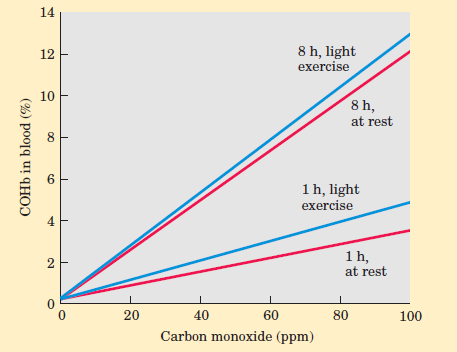 14
12
10
8
6
4
2
0
COHb in blood (%)
8 h, light
exercise
8 h,
at rest
1 h, light
exercise
1 h,
at rest
0 20 40 60 80 100
Carbon monoxide (ppm)